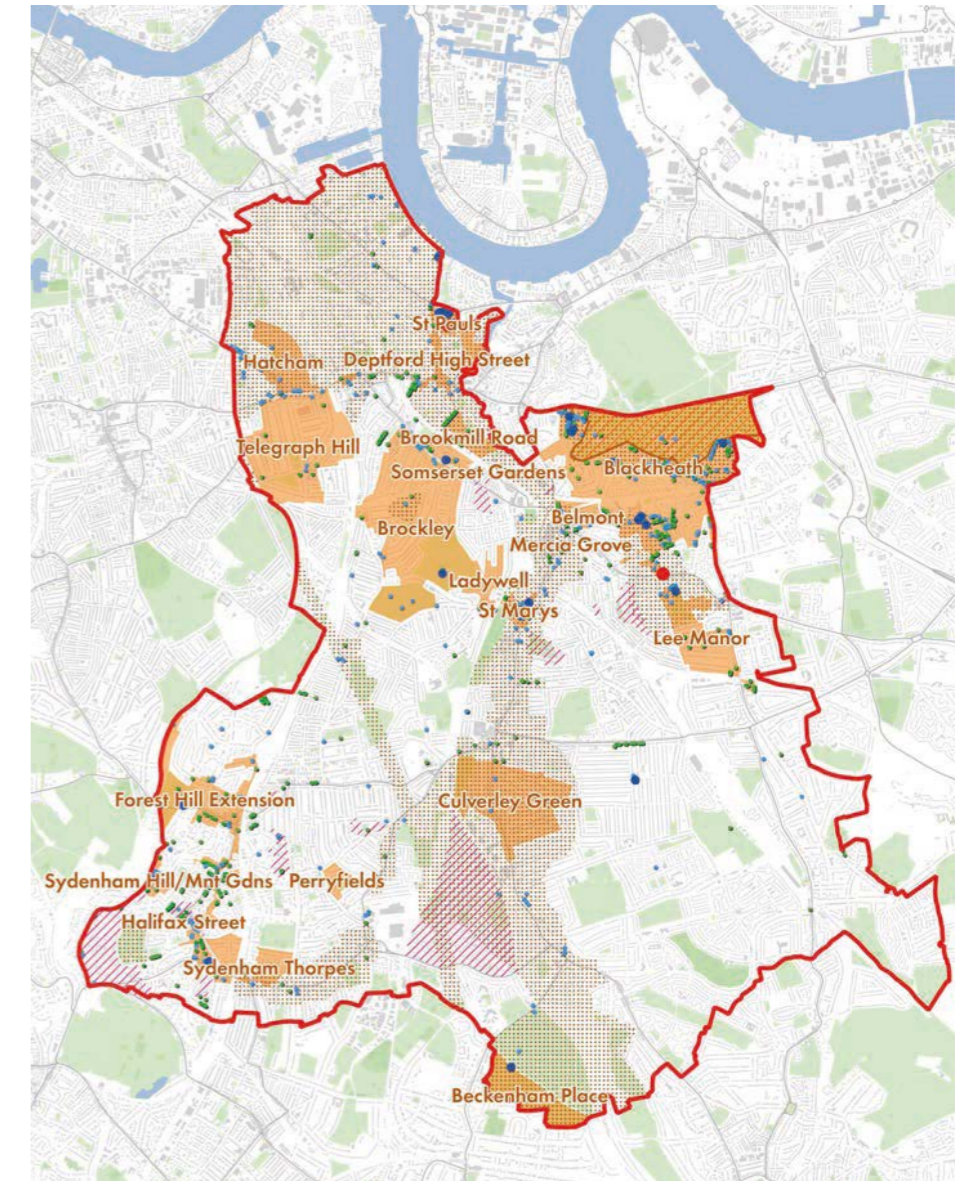 St Pauls
Hatcham
Deptford High Street
Telegraph Hill
Brookmill Road
Somserset Gardens
Blackheath
Brockley
Belmont
Mercia Grove
Ladywell
St Marys
Lee Manor
Forest Hill Extension
Culverley Green
Sydenham Hill/Mnt Gdns
Perryfields
Halifax Street
Sydenham Thorpes
Beckenham Place